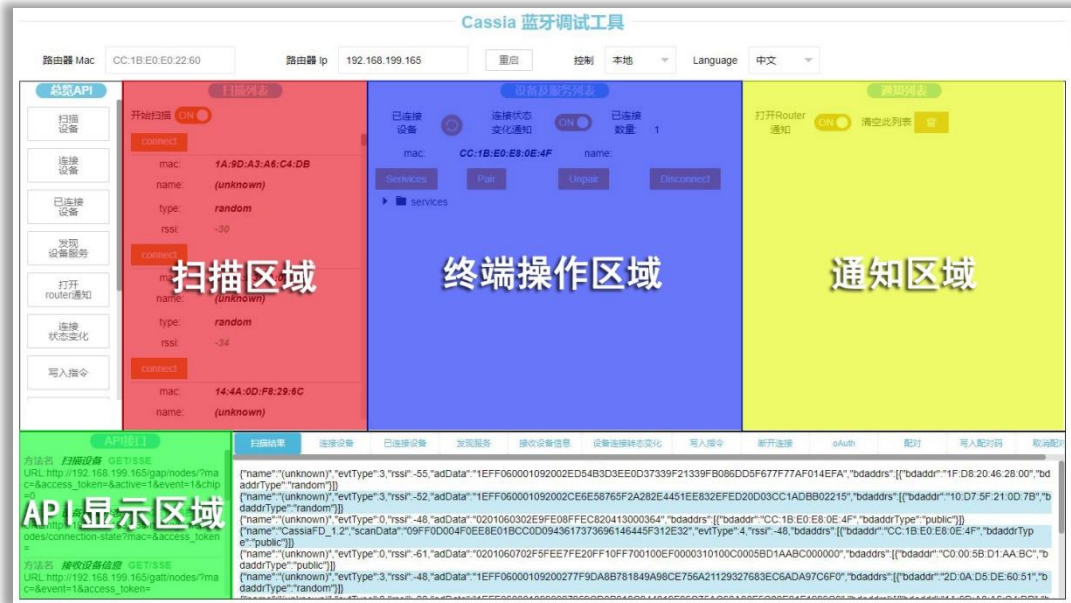 Cassia 蓝牙调试工具
路由器 Mac CC:1B:E0:E0:22:60 路由器 Ip 192.168.199.165 重启 控制 本地 Language 中文
总览API
扫描
设备
连接
设备
已连接
设备
发现
设备服务
打开
router通知
连接
状态变化
写入指令
扫描列表
开始扫描 ON
connect
mac: 1A:9D:A3:A6:C4:DB
name: (unknown)
type: random
rssi: -30
connect
扫描区域
name: (unknown)
type: random
rssi: -34
connect
mac: 14:4A:0D:F8:29:6C
name: (unknown)
设备及服务列表
已连接
设备
连接状态
变化通知
ON
已连接
数量: 1
mac: CC:1B:E0:E8:0E:4F name:
Serivices Pair Unpair Disconnect
services
终端操作区域
通知列表
打开Router
通知
ON
清空此列表
通知区域
API接口
方法名 扫描设备 GET/SSE
URL:http://192.168.199.165/gap/nodes/?ma
c=&access_token=&active=1&event=1&chip
=0
API显示区域
odes/connection-state?mac=&access_token
=
方法名 接收设备信息 GET/SSE
URL:http://192.168.199.165/gatt/nodes/?ma
c=&event=1&access_token=
扫描结果 连接设备 已连接设备 发现服务 接收设备信息 设备连接转态变化 写入指令 断开连接 oAuth 配对 写入配对码 取消配对
{"name":"(unknown)","evtType":3,"rssi":-55,"adData":"1EFF060001092002ED54B3D3EE0D37339F21339FB086DD5F677F77AF014EFA","bdaddrs":[{"bdaddr":"1F:D8:20:46:28:00","bd
addrType":"random"}]}
{"name":"(unknown)","evtType":3,"rssi":-52,"adData":"1EFF060001092002CE6E58765F2A282E4451EE832EFED20D03CC1ADBB02215","bdaddrs":[{"bdaddr":"10:D7:5F:21:0D:7B","b
daddrType":"random"}]}
{"name":"(unknown)","evtType":0,"rssi":-48,"adData":"0201060302E9FE08FFEC820413000364","bdaddrs":[{"bdaddr":"CC:1B:E0:E8:0E:4F","bdaddrType":"public"}]}
{"name":"CassiaFD_1.2","scanData":"09FF0D004F0EE8E01BCC0D09436173736961464­45F312E32","evtType":4,"rssi":-48,"bdaddrs":[{"bdaddr":"CC:1B:E0:E8:0E:4F","bdaddrTyp
e":"public"}]}
{"name":"(unknown)","evtType":0,"rssi":-61,"adData":"0201060702F5FEE7FE20FF10FF700100EF0000310100C0005BD1AABC000000","bdaddrs":[{"bdaddr":"C0:00:5B:D1:AA:BC","b
daddrType":"public"}]}
{"name":"(unknown)","evtType":3,"rssi":-48,"adData":"1EFF06000109200277F9DA8B781849A98CE756A21129327683EC6ADA97C6F0","bdaddrs":[{"bdaddr":"2D:0A:D5:DE:60:51","b
daddrType":"random"}]}